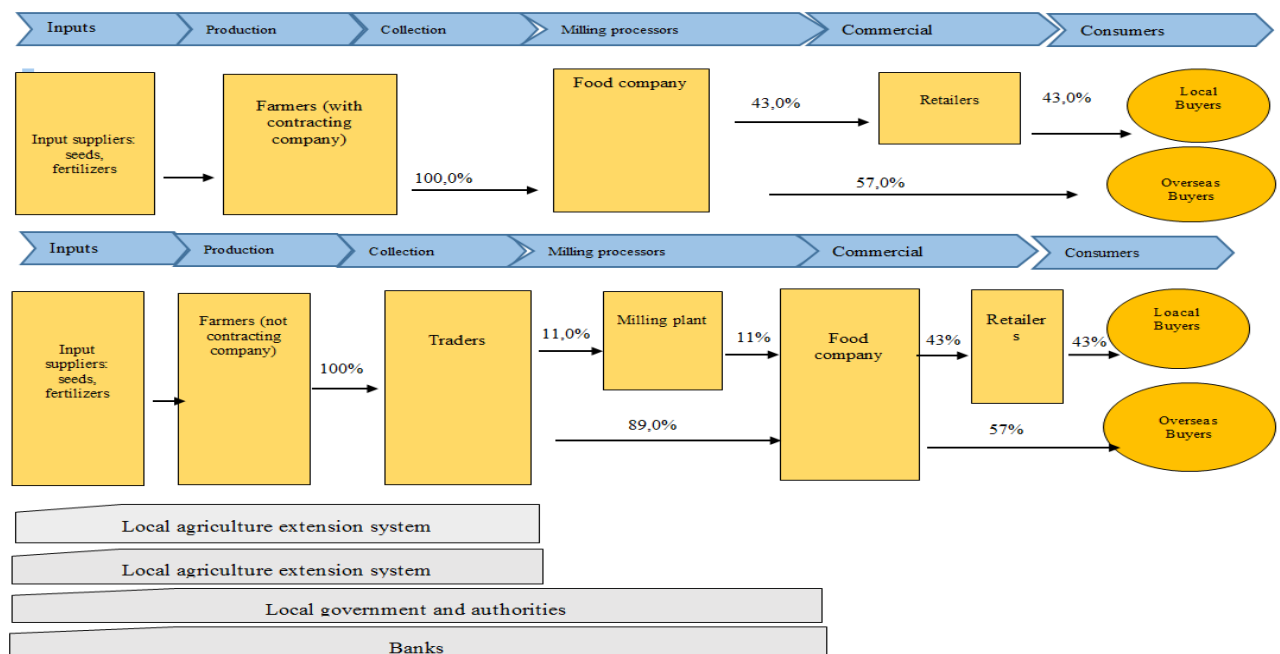 Inputs
Production
Collection
Milling processors
Commercial
Consumers
Input suppliers:
seeds,
fertilizers
Farmers (with
contracting
company)
100,0%
Food company
43,0%
Retailers
43,0%
Local
Buyers
57,0%
Overseas
Buyers
Inputs
Production
Collection
Milling processors
Commercial
Consumers
Input
suppliers:
seeds,
fertilizers
Farmers (not
contracting
company)
100%
Traders
11,0%
Milling plant
11%
89,0%
Food
company
43%
Retailer
s
43%
Loacal
Buyers
57%
Overseas
Buyers
Local agriculture extension system
Local agriculture extension system
Local government and authorities
Banks